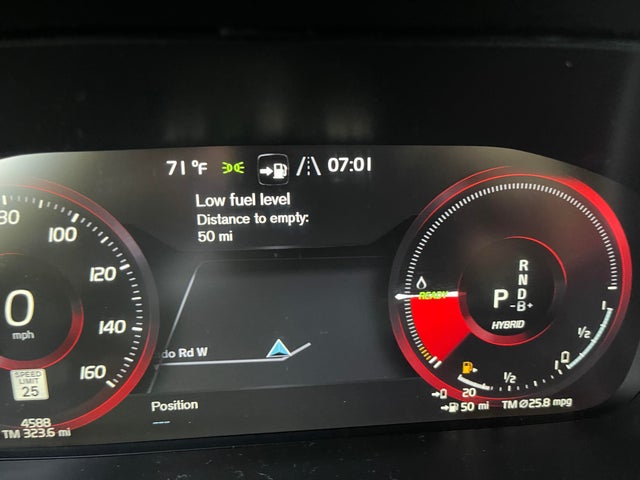 71°F 07:01
Low fuel level
Distance to empty:
50 mi
80
100
120
140
160
0
mph
SPEED
LIMIT
25
4588
TM 323.6 mi
do Rd W
Position
READY
R
N
P D
-B+
HYBRID
1/2
0
1/2
0
20
50 mi
TM Ø25.8 mpg